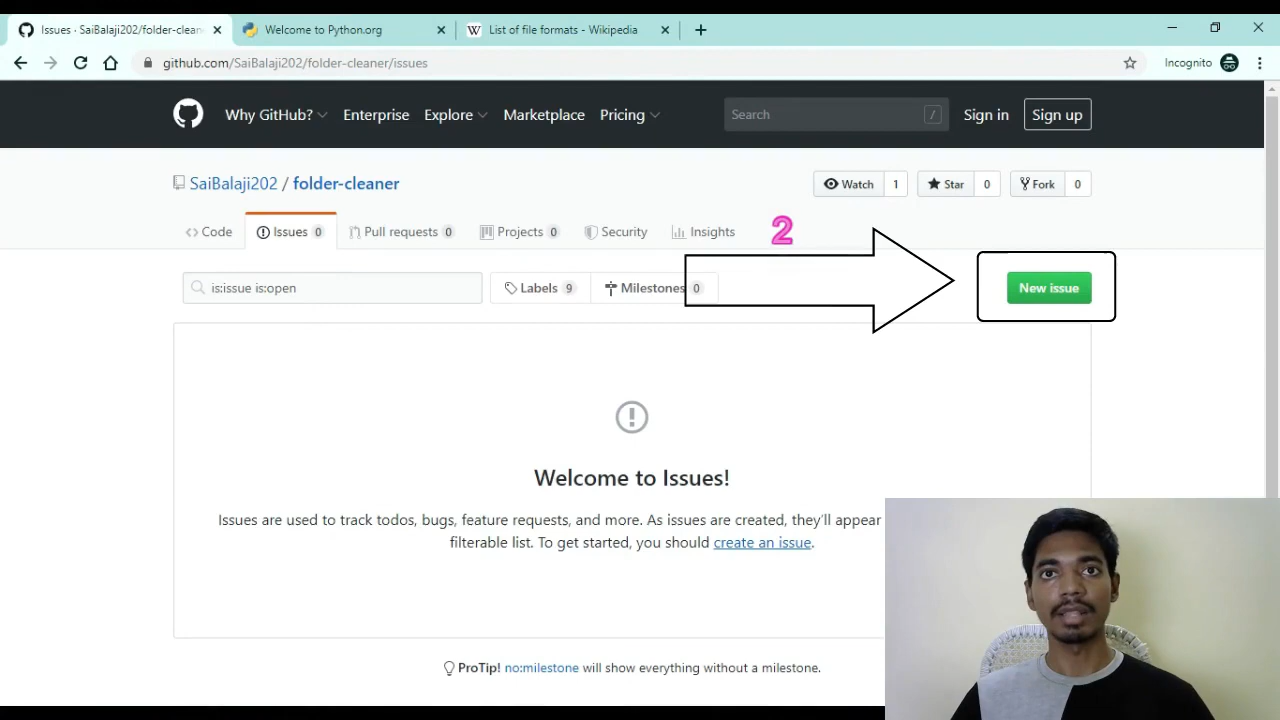 Issues · SaiBalaji202/folder-clean
Welcome to Python.org
W List of file formats - Wikipedia
github.com/SaiBalaji202/folder-cleaner/issues
Incognito
Why GitHub? Enterprise Explore Marketplace Pricing Search / Sign in Sign up
SaiBalaji202 / folder-cleaner
Watch 1 Star 0 Fork 0
Code Issues 0 Pull requests 0 Projects 0 Security Insights
2
is:issue is:open Labels 9 Milestones 0 New issue
Welcome to Issues!
Issues are used to track todos, bugs, feature requests, and more. As issues are created, they'll appear
filterable list. To get started, you should create an issue.
ProTip! no:milestone will show everything without a milestone.